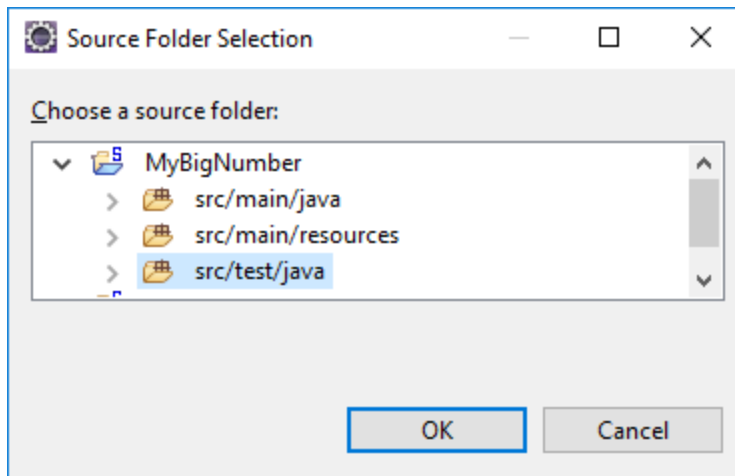 Source Folder Selection
Choose a source folder:
MyBigNumber
src/main/java
src/main/resources
src/test/java
OK Cancel